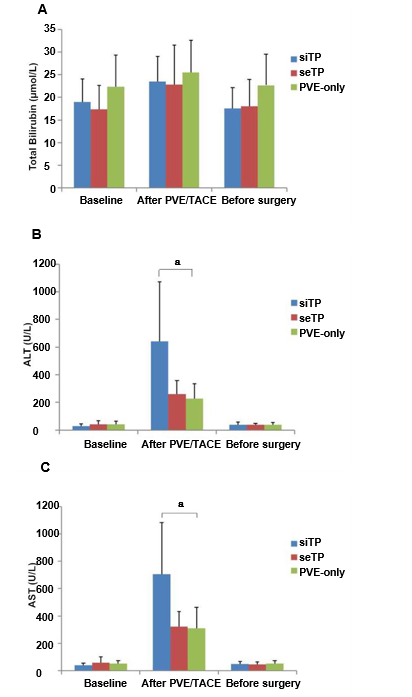 A
35
30
25
20
15
10
5
0
Total Bilirubin (μmol/L)
Baseline After PVE/TACE Before surgery
siTP
seTP
PVE-only
B
1200
1000
800
600
400
200
0
ALT (U/L)
a
Baseline After PVE/TACE Before surgery
siTP
seTP
PVE-only
C
1200
1000
800
600
400
200
0
AST (U/L)
a
Baseline After PVE/TACE Before surgery
siTP
seTP
PVE-only